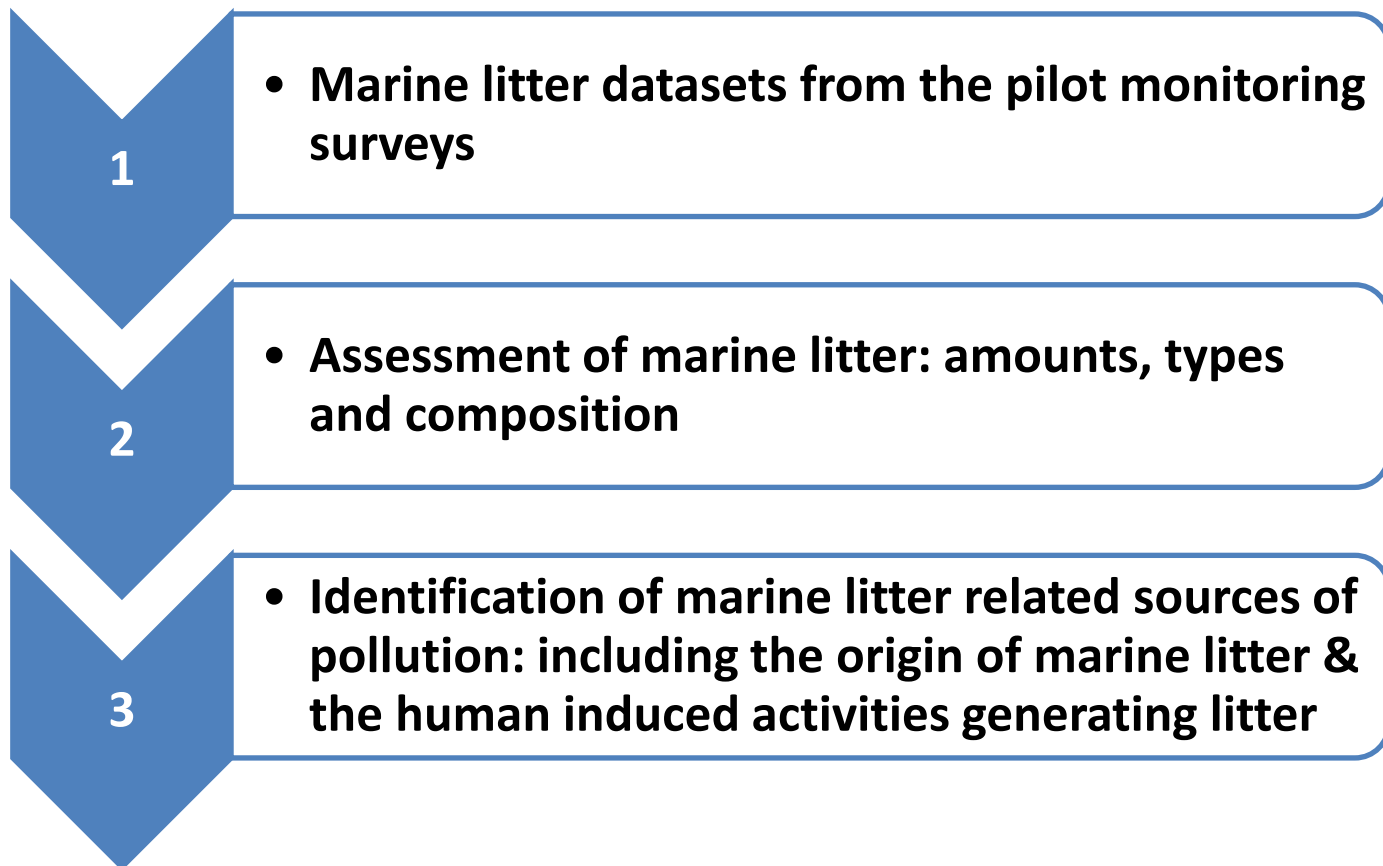 1
• Marine litter datasets from the pilot monitoring
surveys
2
• Assessment of marine litter: amounts, types
and composition
3
• Identification of marine litter related sources of
pollution: including the origin of marine litter &
the human induced activities generating litter